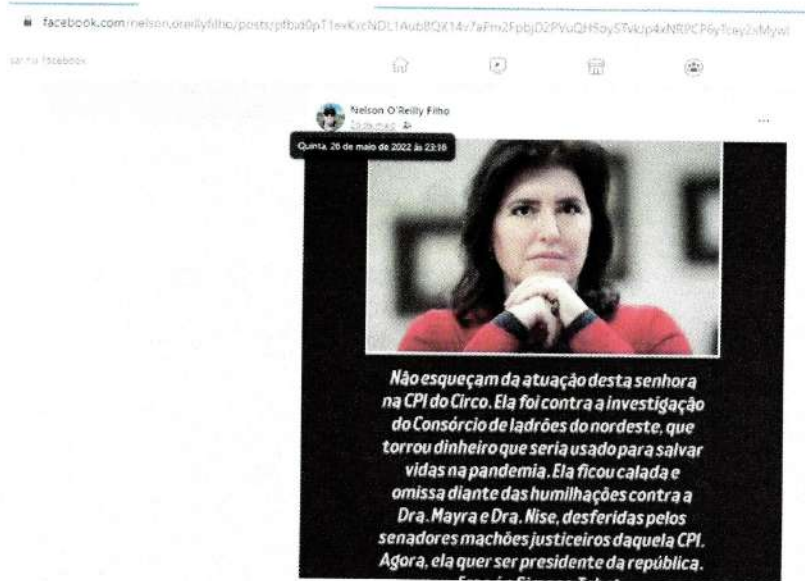 facebook.com/nelson.oreillyfilho/posts/
Nelson O'Reilly Filho
Quinta, 26 de maio de 2022 às 23:16
Não esqueçam da atuação desta senhora
na CPI do Circo. Ela foi contra a investigação
do Consórcio de ladrões do nordeste, que
torrou dinheiro que seria usado para salvar
vidas na pandemia. Ela ficou calada e
omissa diante das humilhações contra a
Dra. Mayra e Dra. Nise, desferidas pelos
senadores machões justiceiros daquela CPI.
Agora, ela quer ser presidente da república.